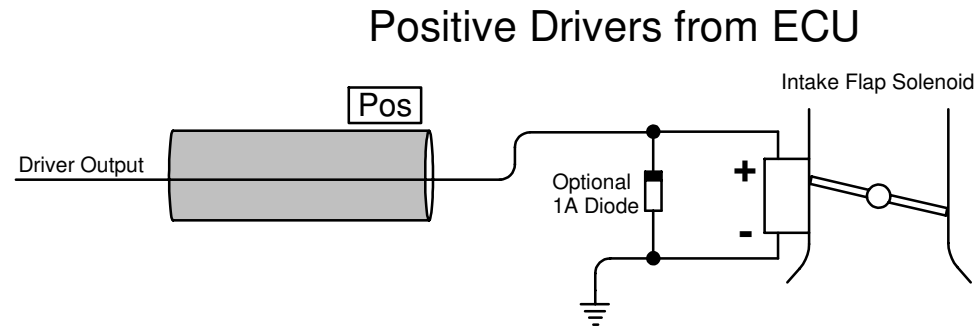 Positive Drivers from ECU
Intake Flap Solenoid
Pos
Driver Output
Optional
1A Diode
+
-